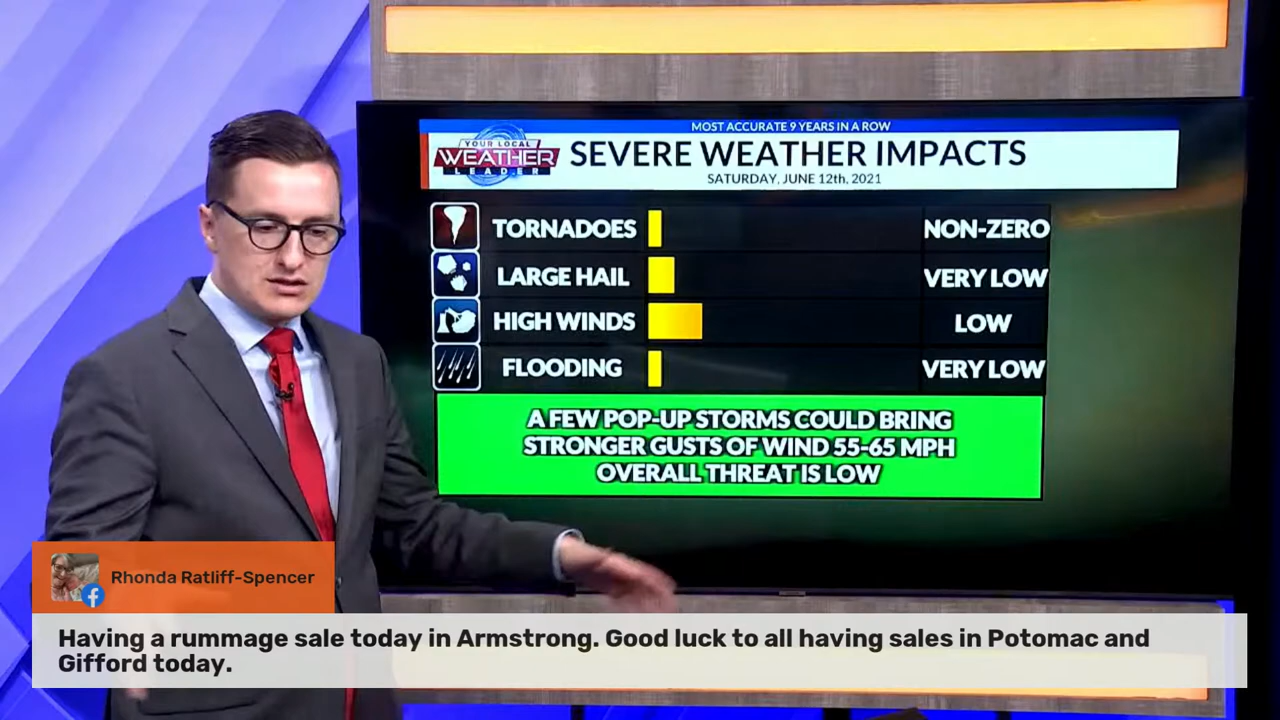 MOST ACCURATE 9 YEARS IN A ROW
YOUR LOCAL
WEATHER
LEADER
SEVERE WEATHER IMPACTS
SATURDAY, JUNE 12th, 2021
TORNADOES NON-ZERO
LARGE HAIL VERY LOW
HIGH WINDS LOW
FLOODING VERY LOW
A FEW POP-UP STORMS COULD BRING
STRONGER GUSTS OF WIND 55-65 MPH
OVERALL THREAT IS LOW
Rhonda Ratliff-Spencer
f
Having a rummage sale today in Armstrong. Good luck to all having sales in Potomac and
Gifford today.